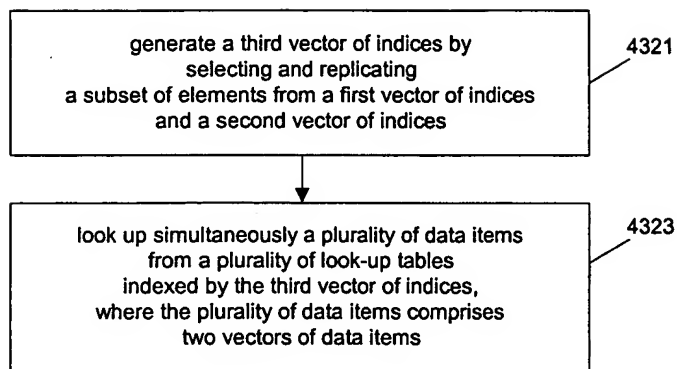 generate a third vector of indices by
selecting and replicating
a subset of elements from a first vector of indices
and a second vector of indices
4321
look up simultaneously a plurality of data items
from a plurality of look-up tables
indexed by the third vector of indices,
where the plurality of data items comprises
two vectors of data items
4323